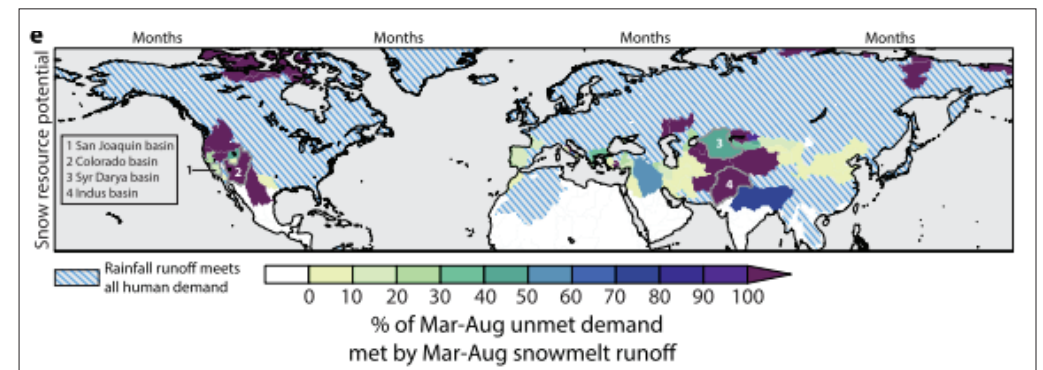 e
Months Months Months Months
Snow resource potential
1 San Joaquin basin
2 Colorado basin
3 Syr Darya basin
4 Indus basin
1
2
3
4
Rainfall runoff meets
all human demand
0 10 20 30 40 50 60 70 80 90 100
% of Mar-Aug unmet demand
met by Mar-Aug snowmelt runoff